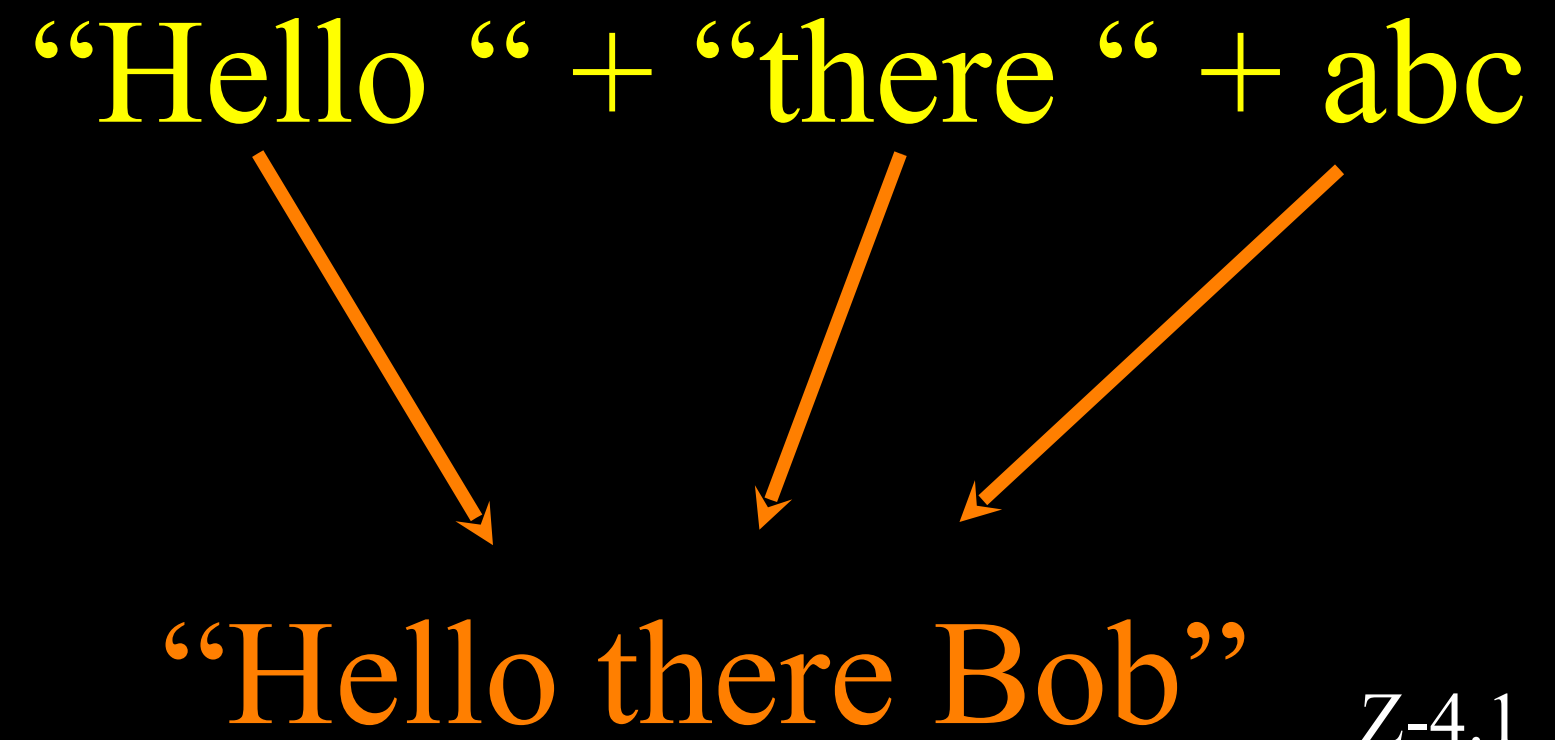 “Hello “ + “there “ + abc
“Hello there Bob”
Z-4.1